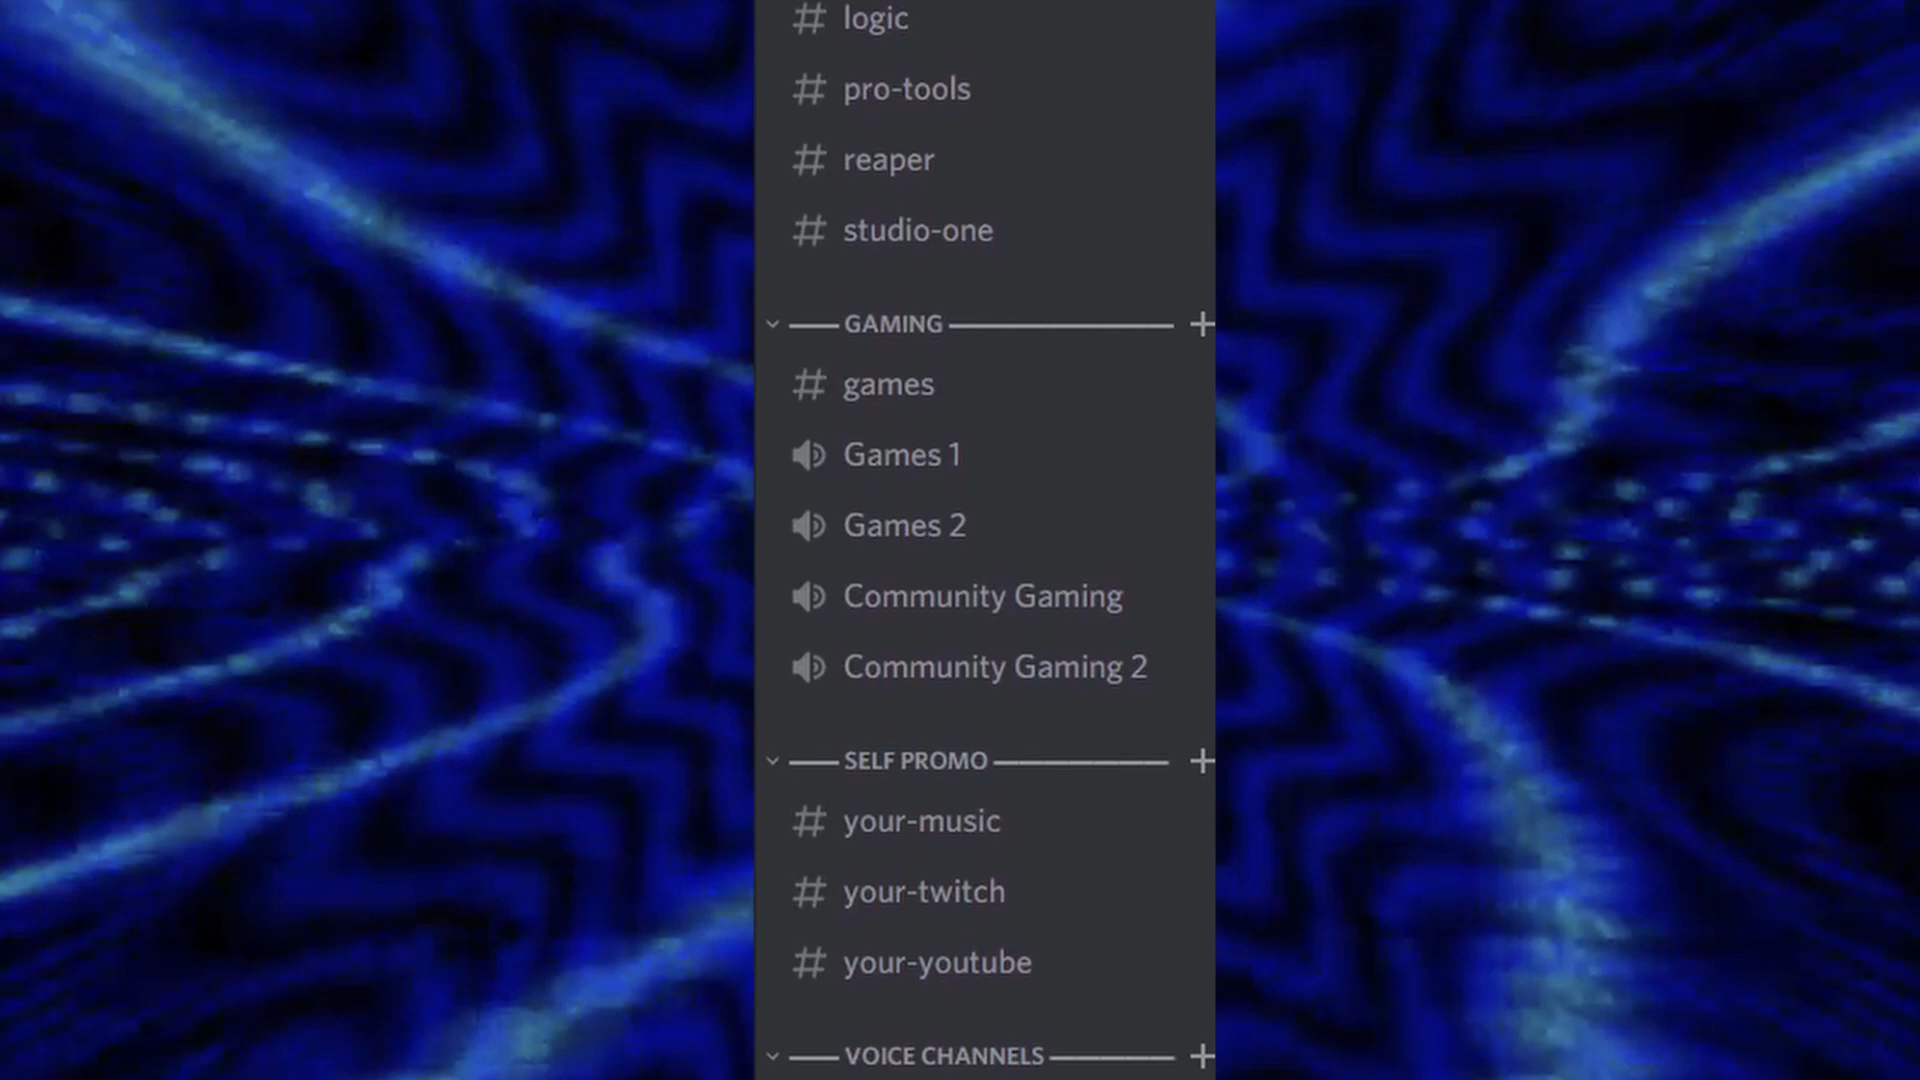 # logic
# pro-tools
# reaper
# studio-one
GAMING
# games
Games 1
Games 2
Community Gaming
Community Gaming 2
SELF PROMO
# your-music
# your-twitch
# your-youtube
VOICE CHANNELS